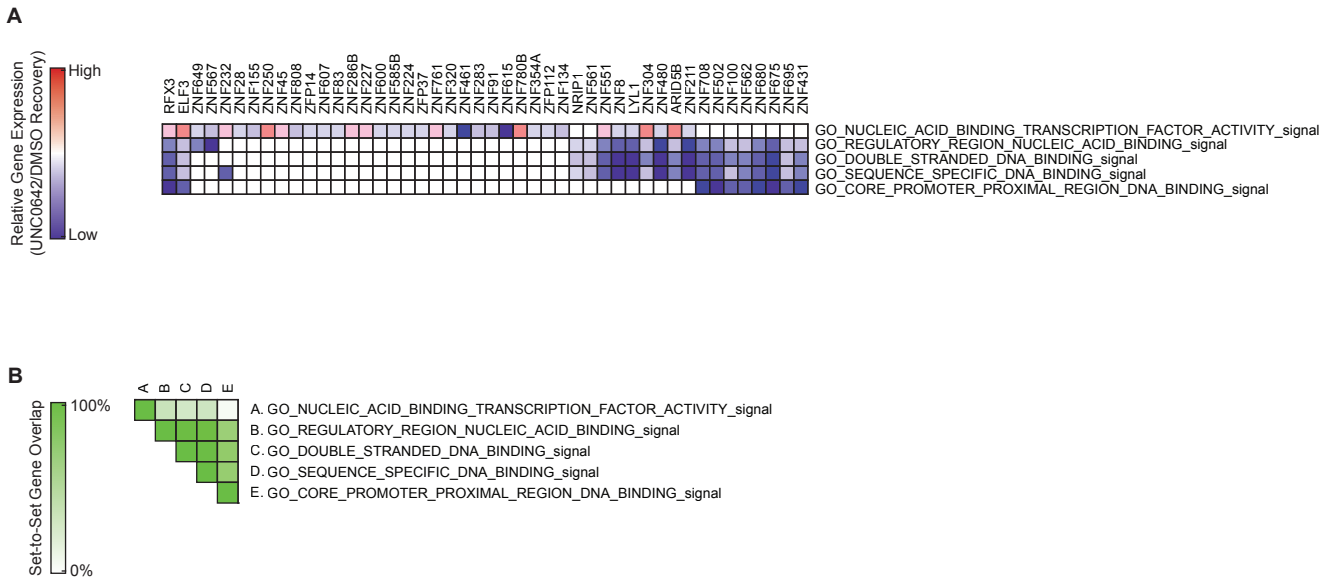 A
Relative Gene Expression
(UNC0642/DMSO Recovery)
High
Low
RFX3
ELF3
ZNF649
ZNF567
ZNF232
ZNF28
ZNF155
ZNF250
ZNF45
ZNF808
ZFP14
ZNF607
ZNF83
ZNF286B
ZNF227
ZNF600
ZNF585B
ZNF224
ZFP37
ZNF761
ZNF320
ZNF461
ZNF283
ZNF91
ZNF615
ZNF780B
ZNF354A
ZFP112
ZNF134
NRIP1
ZNF561
ZNF551
ZNF8
LYL1
ZNF304
ZNF480
ARID5B
ZNF211
ZNF708
ZNF502
ZNF100
ZNF562
ZNF680
ZNF675
ZNF695
ZNF431
GO_NUCLEIC_ACID_BINDING_TRANSCRIPTION_FACTOR_ACTIVITY_signal
GO_REGULATORY_REGION_NUCLEIC_ACID_BINDING_signal
GO_DOUBLE_STRANDED_DNA_BINDING_signal
GO_SEQUENCE_SPECIFIC_DNA_BINDING_signal
GO_CORE_PROMOTER_PROXIMAL_REGION_DNA_BINDING_signal
B
Set-to-Set Gene Overlap
100%
0%
A
B
C
D
E
A. GO_NUCLEIC_ACID_BINDING_TRANSCRIPTION_FACTOR_ACTIVITY_signal
B. GO_REGULATORY_REGION_NUCLEIC_ACID_BINDING_signal
C. GO_DOUBLE_STRANDED_DNA_BINDING_signal
D. GO_SEQUENCE_SPECIFIC_DNA_BINDING_signal
E. GO_CORE_PROMOTER_PROXIMAL_REGION_DNA_BINDING_signal